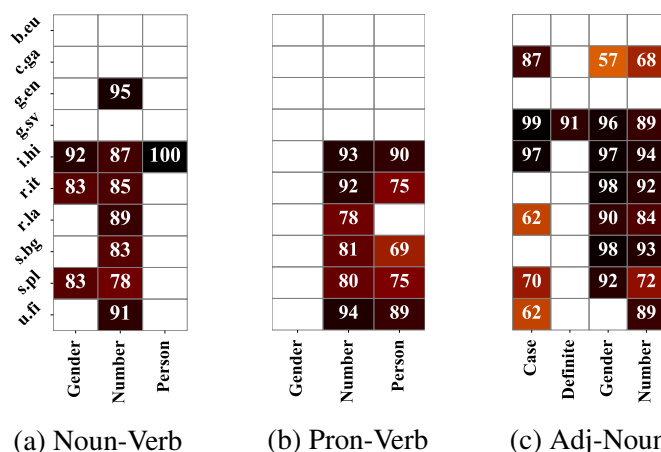 b.eu
c.ga 87 57 68
g.en 95
g.sv 99 91 96 89
i.hi 92 87 100 93 90 97 97 94
r.it 83 85 92 75 98 92
r.la 89 78 62 90 84
s.bg 83 81 69 98 93
s.pl 83 78 80 75 70 92 72
u.fi 91 94 89 62 89
Gender Number Person Gender Number Person Case Definite Gender Number
(a) Noun-Verb (b) Pron-Verb (c) Adj-Noun